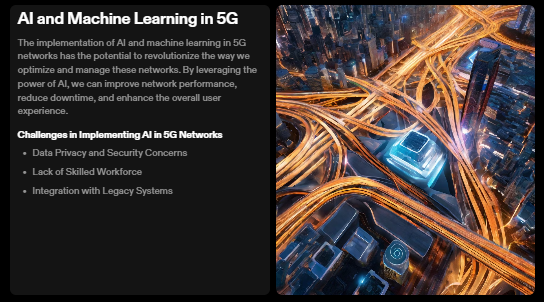 AI and Machine Learning in 5G
The implementation of AI and machine learning in 5G
networks has the potential to revolutionize the way we
optimize and manage these networks. By leveraging the
power of AI, we can improve network performance,
reduce downtime, and enhance the overall user
experience.
Challenges in Implementing AI in 5G Networks
• Data Privacy and Security Concerns
• Lack of Skilled Workforce
• Integration with Legacy Systems